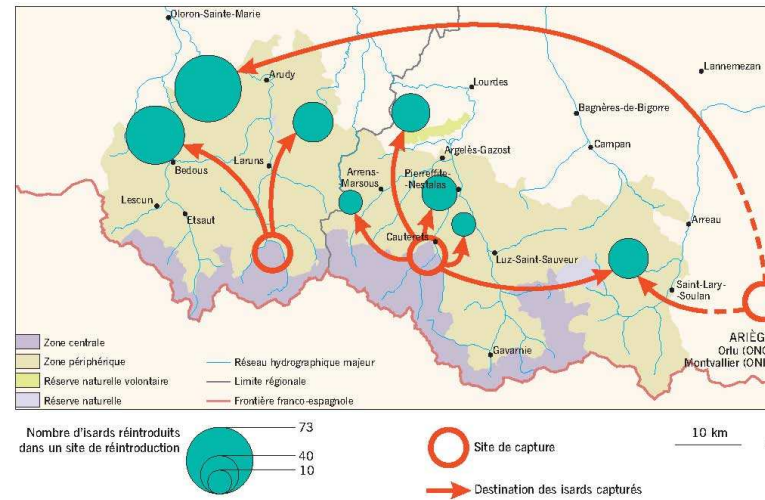 Oloron-Sainte-Marie
Arudy
Lourdes
Lannemezan
Bagnères-de-Bigorre
Campan
Argelès-Gazost
Bedous
Laruns
Arrens-
Marsous
Pierrefitte-
-Nestalas
Lescun
Etsaut
Cauterets
Luz-Saint-Sauveur
Arreau
Saint-Lary
-Soulan
Gavarnie
ARIÈG
Orlu (ONC
Montvallier (ON
Zone centrale
Zone périphérique
Réserve naturelle volontaire
Réserve naturelle
Réseau hydrographique majeur
Limite régionale
Frontière franco-espagnole
Nombre d'isards réintroduits
dans un site de réintroduction
73
40
10
Site de capture
Destination des isards capturés
10 km